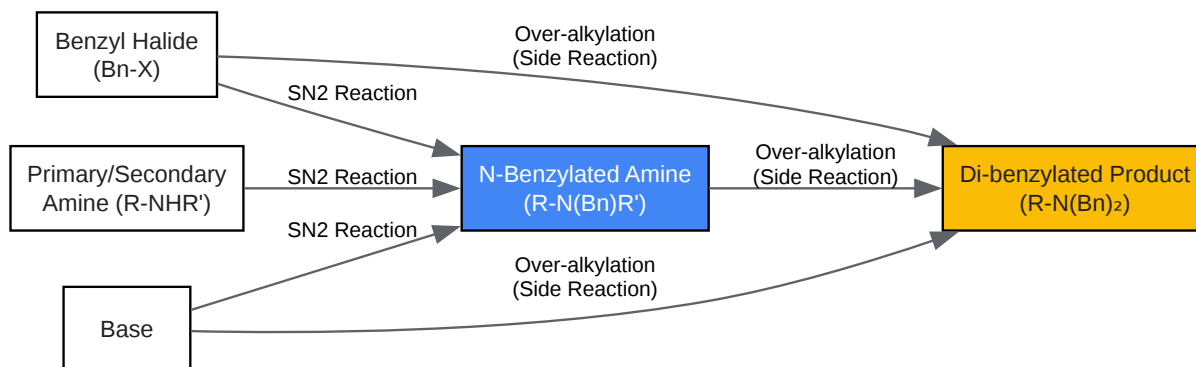 Benzyl Halide
(Bn-X)
Over-alkylation
(Side Reaction)
SN2 Reaction
Primary/Secondary
Amine (R-NHR')
SN2 Reaction
N-Benzylated Amine
(R-N(Bn)R')
Over-alkylation
(Side Reaction)
Di-benzylated Product
(R-N(Bn)₂)
SN2 Reaction
Over-alkylation
(Side Reaction)
Base